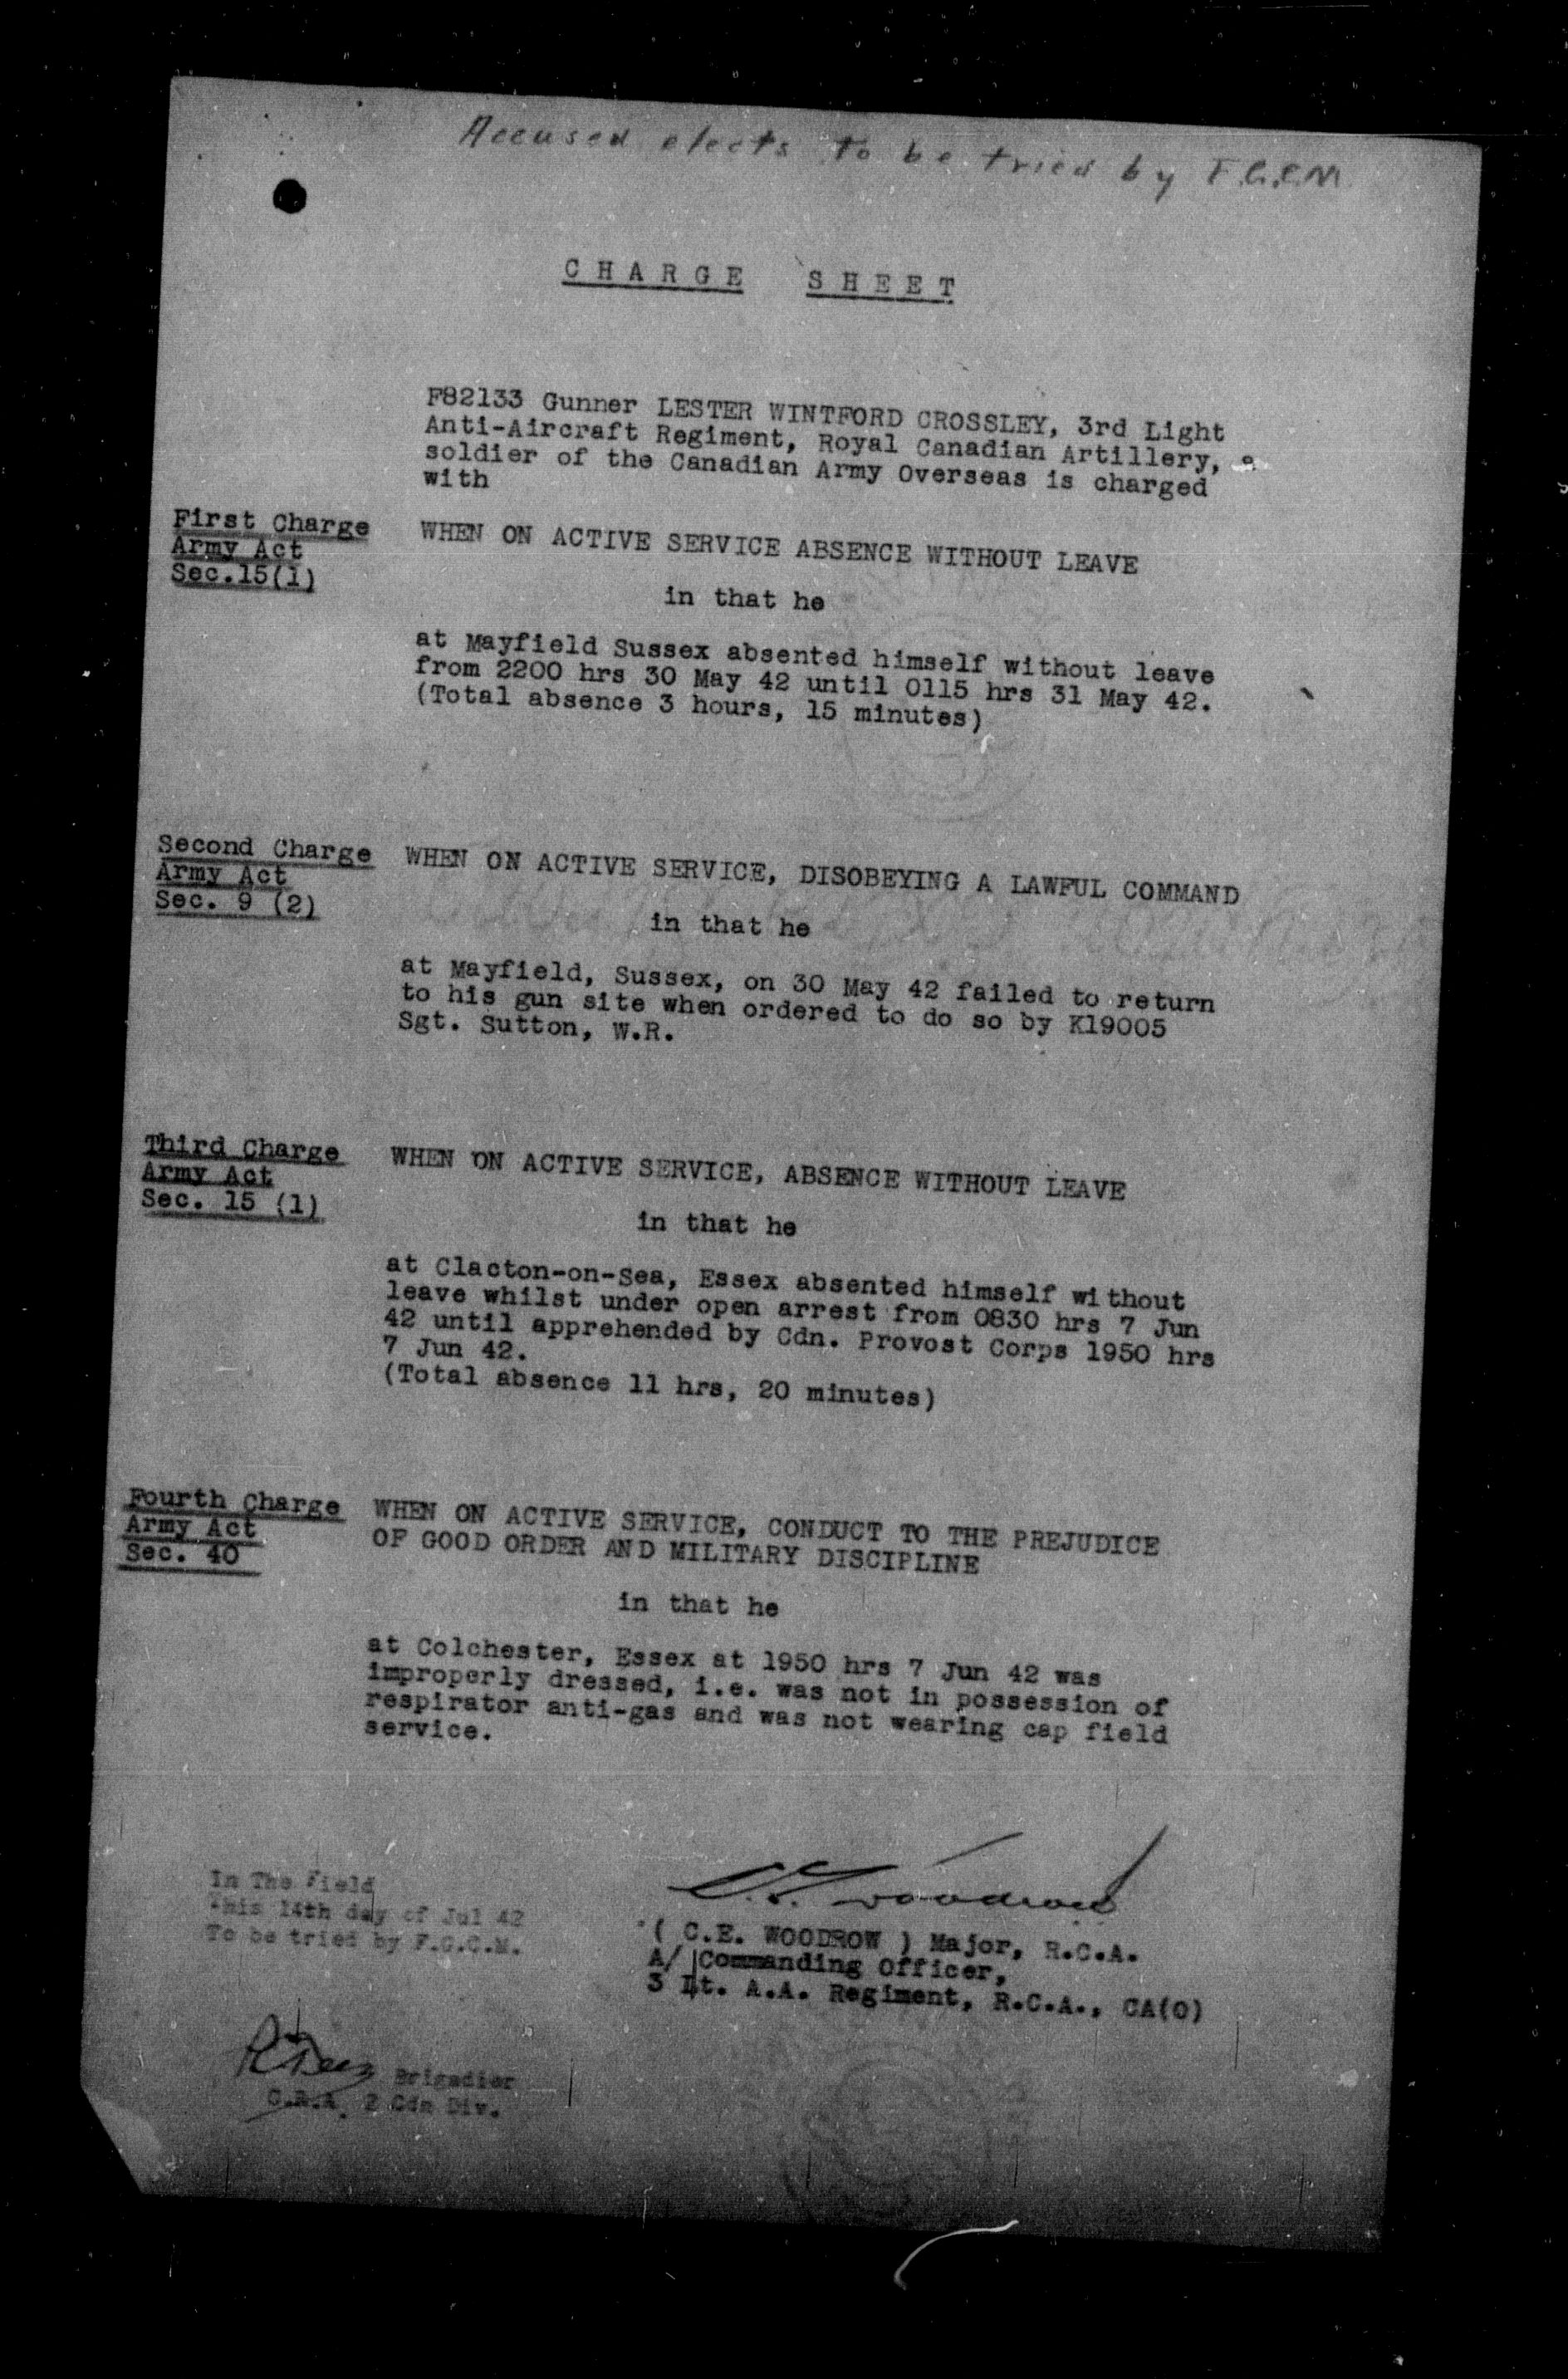 Accused elects to be tried by F.G.C.M.
CHARGE SHEET
F82133 Gunner LESTER WINTFORD CROSSLEY, 3rd Light
Anti-Aircraft Regiment, Royal Canadian Artillery, a
soldier of the Canadian Army Overseas is charged
with
First Charge
Army Act
Sec.15(1)
WHEN ON ACTIVE SERVICE ABSENCE WITHOUT LEAVE
in that he
at Mayfield Sussex absented himself without leave
from 2200 hrs 30 May 42 until 0115 hrs 31 May 42.
(Total absence 3 hours, 15 minutes)
Second Charge
Army Act
Sec. 9 (2)
WHEN ON ACTIVE SERVICE, DISOBEYING A LAWFUL COMMAND
in that he
at Mayfield, Sussex, on 30 May 42 failed to return
to his gun site when ordered to do so by K19005
Sgt. Sutton, W.R.
Third Charge
Army Act
Sec. 15 (1)
WHEN ON ACTIVE SERVICE, ABSENCE WITHOUT LEAVE
in that he
at Clacton-on-Sea, Essex absented himself without
leave whilst under open arrest from 0830 hrs 7 Jun
42 until apprehended by Cdn. Provost Corps 1950 hrs
7 Jun 42.
(Total absence 11 hrs, 20 minutes)
Fourth Charge
Army Act
Sec. 40
WHEN ON ACTIVE SERVICE, CONDUCT TO THE PREJUDICE
OF GOOD ORDER AND MILITARY DISCIPLINE
in that he
at Colchester, Essex at 1950 hrs 7 Jun 42 was
improperly dressed, i.e. was not in possession of
respirator anti-gas and was not wearing cap field
service.
In The Field
This 14th day of Jul 42
To be tried by F.G.C.M.
C.E. Woodrow
( C.E. WOODROW ) Major, R.C.A.
A/ Commanding Officer,
3 Lt. A.A. Regiment, R.C.A., CA(O)
Brigadier
C.R.A. 2 Cdn Div.